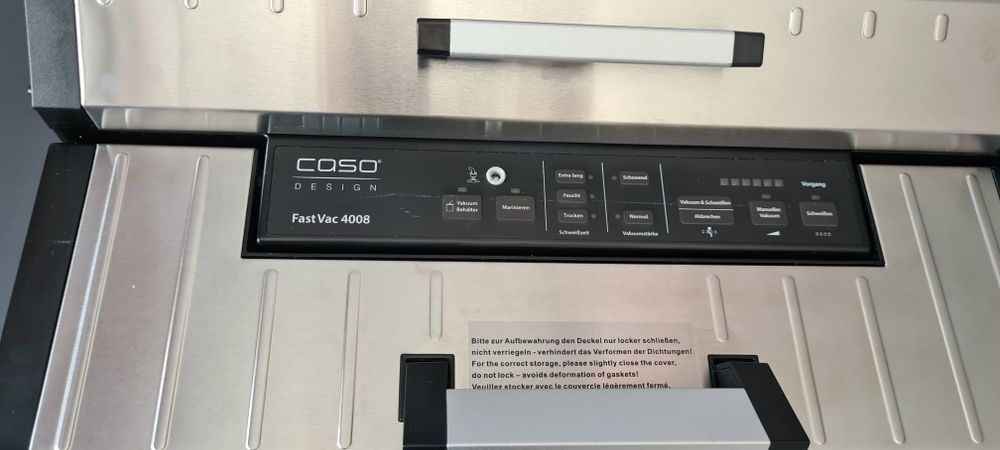 caso®
DESIGN
FastVac 4008
Vakuum
Behälter
Marinieren
Extra lang
Feucht
Trocken
Schweißzeit
Schonend
Normal
Vakuumstärke
Vakuum & Schweißen
Abbrechen
Manuelles
Vakuum
Vorgang
Schweißen
Bitte zur Aufbewahrung den Deckel nur locker schließen,
nicht verriegeln - verhindert das Verformen der Dichtungen!
For the correct storage, please slightly close the cover,
do not lock – avoids deformation of gaskets!
Veuillez stocker avec le couvercle légèrement fermé,